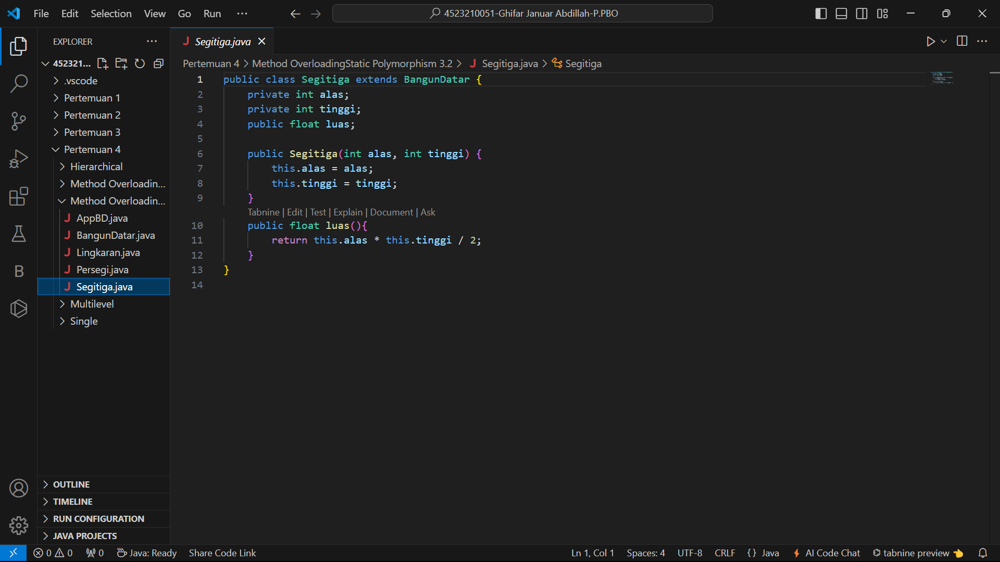 File Edit Selection View Go Run ··· 4523210051-Ghifar Januar Abdillah-P.PBO
EXPLORER
452321...
.vscode
Pertemuan 1
Pertemuan 2
Pertemuan 3
Pertemuan 4
Hierarchical
Method Overloadin...
Method Overloadin...
AppBD.java
BangunDatar.java
Lingkaran.java
Persegi.java
Segitiga.java
Multilevel
Single
OUTLINE
TIMELINE
RUN CONFIGURATION
JAVA PROJECTS
J Segitiga.java
Pertemuan 4 > Method OverloadingStatic Polymorphism 3.2 > J Segitiga.java > Segitiga
1 public class Segitiga extends BangunDatar {
2 private int alas;
3 private int tinggi;
4 public float luas;
5
6 public Segitiga(int alas, int tinggi) {
7 this.alas = alas;
8 this.tinggi = tinggi;
9 }
Tabnine | Edit | Test | Explain | Document | Ask
10 public float luas(){
11 return this.alas * this.tinggi / 2;
12 }
13 }
14
0 0 0 Java: Ready Share Code Link Ln 1, Col 1 Spaces: 4 UTF-8 CRLF {} Java AI Code Chat tabnine preview